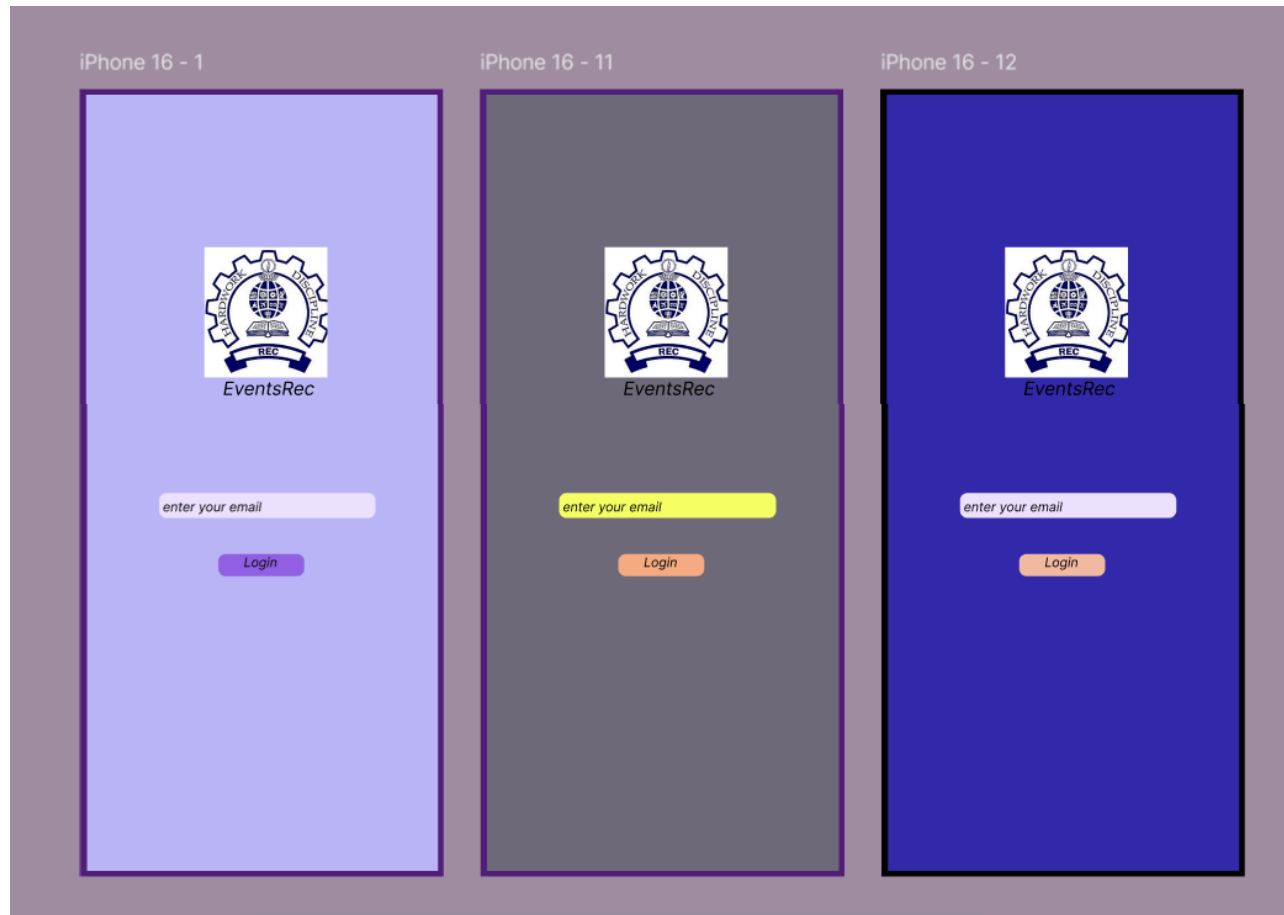 iPhone 16 - 1
HARDWORK
DISCIPLINE
REC
EventsRec
enter your email
Login
iPhone 16 - 11
HARDWORK
DISCIPLINE
REC
EventsRec
enter your email
Login
iPhone 16 - 12
HARDWORK
DISCIPLINE
REC
EventsRec
enter your email
Login